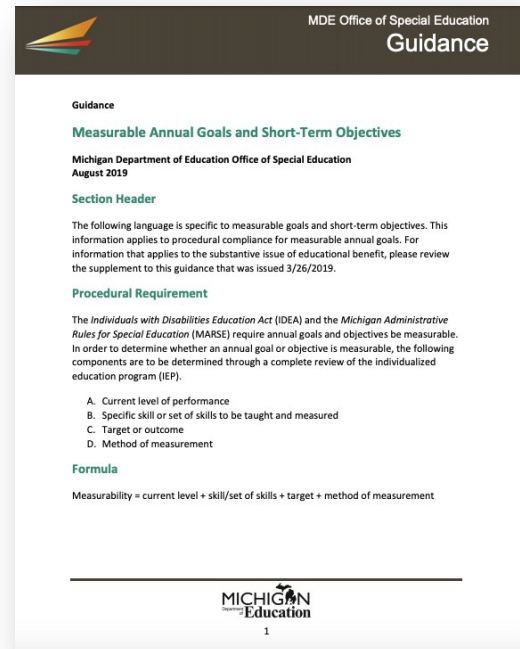 MDE Office of Special Education
Guidance
Guidance
Measurable Annual Goals and Short-Term Objectives
Michigan Department of Education Office of Special Education
August 2019
Section Header
The following language is specific to measurable goals and short-term objectives. This
information applies to procedural compliance for measurable annual goals. For
information that applies to the substantive issue of educational benefit, please review
the supplement to this guidance that was issued 3/26/2019.
Procedural Requirement
The Individuals with Disabilities Education Act (IDEA) and the Michigan Administrative
Rules for Special Education (MARSE) require annual goals and objectives be measurable.
In order to determine whether an annual goal or objective is measurable, the following
components are to be determined through a complete review of the individualized
education program (IEP).
A. Current level of performance
B. Specific skill or set of skills to be taught and measured
C. Target or outcome
D. Method of measurement
Formula
Measurability = current level + skill/set of skills + target + method of measurement
MICHIGAN
Department of Education
1